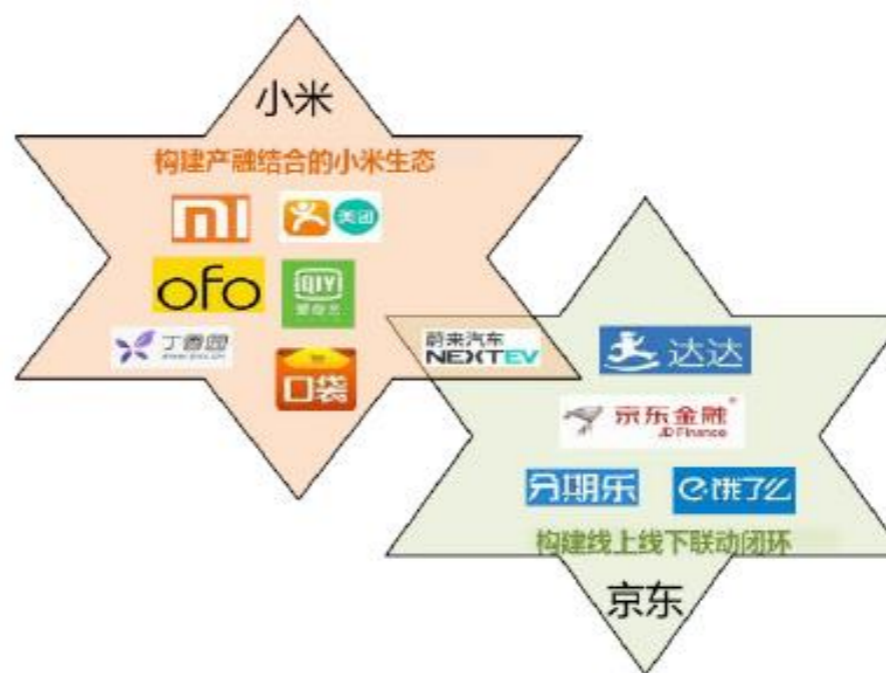 小米
构建产融结合的小米生态
mi
美团
ofo
QIY
爱奇艺
丁香园
口袋
蔚来汽车
NEXTEV
达达
京东金融
JD Finance
分期乐
饿了么
构建线上线下联动闭环
京东